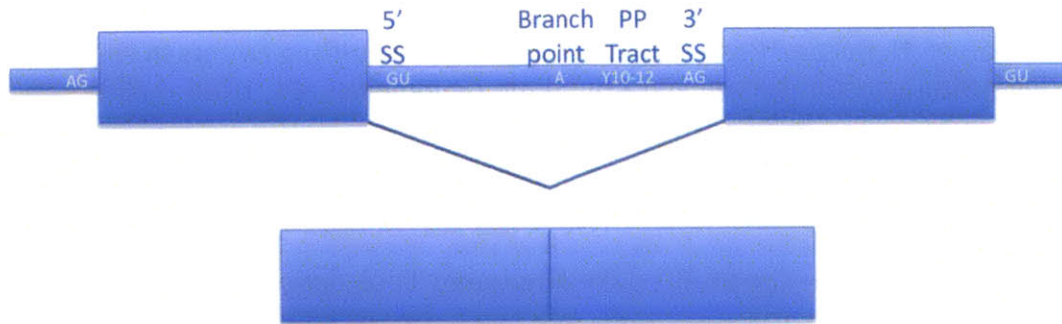 5' Branch PP 3'
SS point Tract SS
AG GU A Y10-12 AG GU